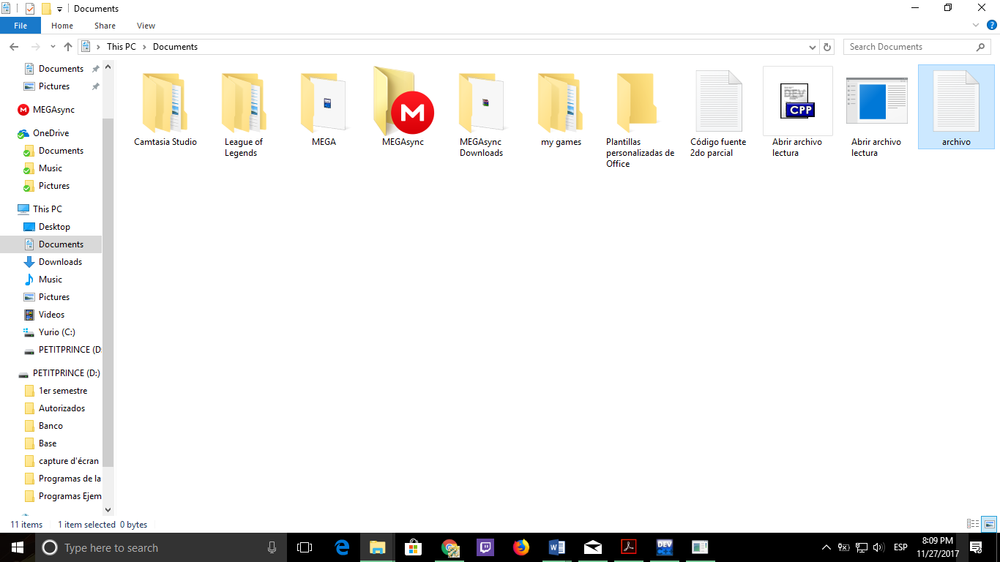 Documents
File
Home
Share
View
This PC
Documents
Search Documents
Documents
Pictures
MEGAsync
OneDrive
Documents
Music
Pictures
This PC
Desktop
Documents
Downloads
Music
Pictures
Videos
Yurio (C:)
PETITPRINCE (D:
PETITPRINCE (D:)
1er semestre
Autorizados
Banco
Base
capture d'écran
Programas de la
Programas Ejem
Camtasia Studio
League of
Legends
MEGA
M
MEGAsync
MEGAsync
Downloads
my games
Plantillas
personalizadas de
Office
Código fuente
2do parcial
DEV
CPP
Abrir archivo
lectura
Abrir archivo
lectura
archivo
11 items
1 item selected 0 bytes
Type here to search
DEV
ESP
8:09 PM
11/27/2017